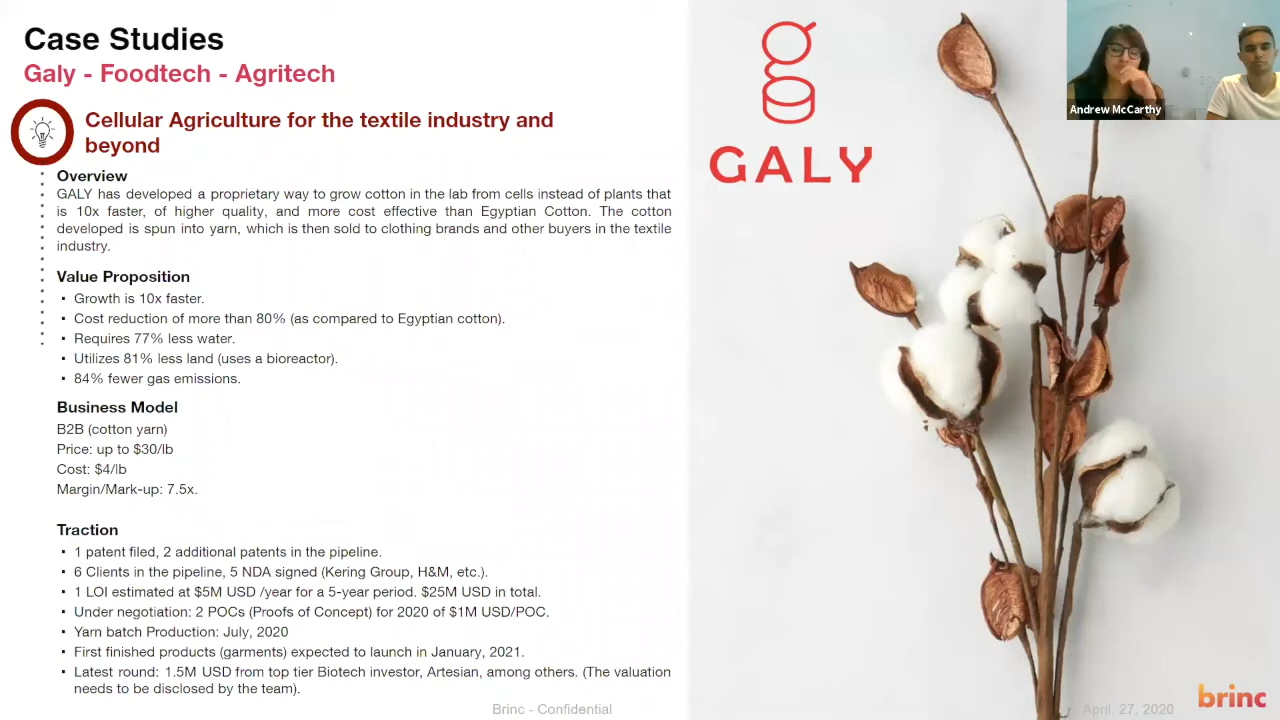 Case Studies
Galy - Foodtech - Agritech
Cellular Agriculture for the textile industry and
beyond
Overview
GALY has developed a proprietary way to grow cotton in the lab from cells instead of plants that
is 10x faster, of higher quality, and more cost effective than Egyptian Cotton. The cotton
developed is spun into yarn, which is then sold to clothing brands and other buyers in the textile
industry.
Value Proposition
▪ Growth is 10x faster.
▪ Cost reduction of more than 80% (as compared to Egyptian cotton).
▪ Requires 77% less water.
▪ Utilizes 81% less land (uses a bioreactor).
▪ 84% fewer gas emissions.
Business Model
B2B (cotton yarn)
Price: up to $30/lb
Cost: $4/lb
Margin/Mark-up: 7.5x.
Traction
▪ 1 patent filed, 2 additional patents in the pipeline.
▪ 6 Clients in the pipeline, 5 NDA signed (Kering Group, H&M, etc.).
▪ 1 LOI estimated at $5M USD /year for a 5-year period. $25M USD in total.
▪ Under negotiation: 2 POCs (Proofs of Concept) for 2020 of $1M USD/POC.
▪ Yarn batch Production: July, 2020
▪ First finished products (garments) expected to launch in January, 2021.
▪ Latest round: 1.5M USD from top tier Biotech investor, Artesian, among others. (The valuation
needs to be disclosed by the team).
Brinc - Confidential
GALY
Andrew McCarthy
April 27, 2020
brinc